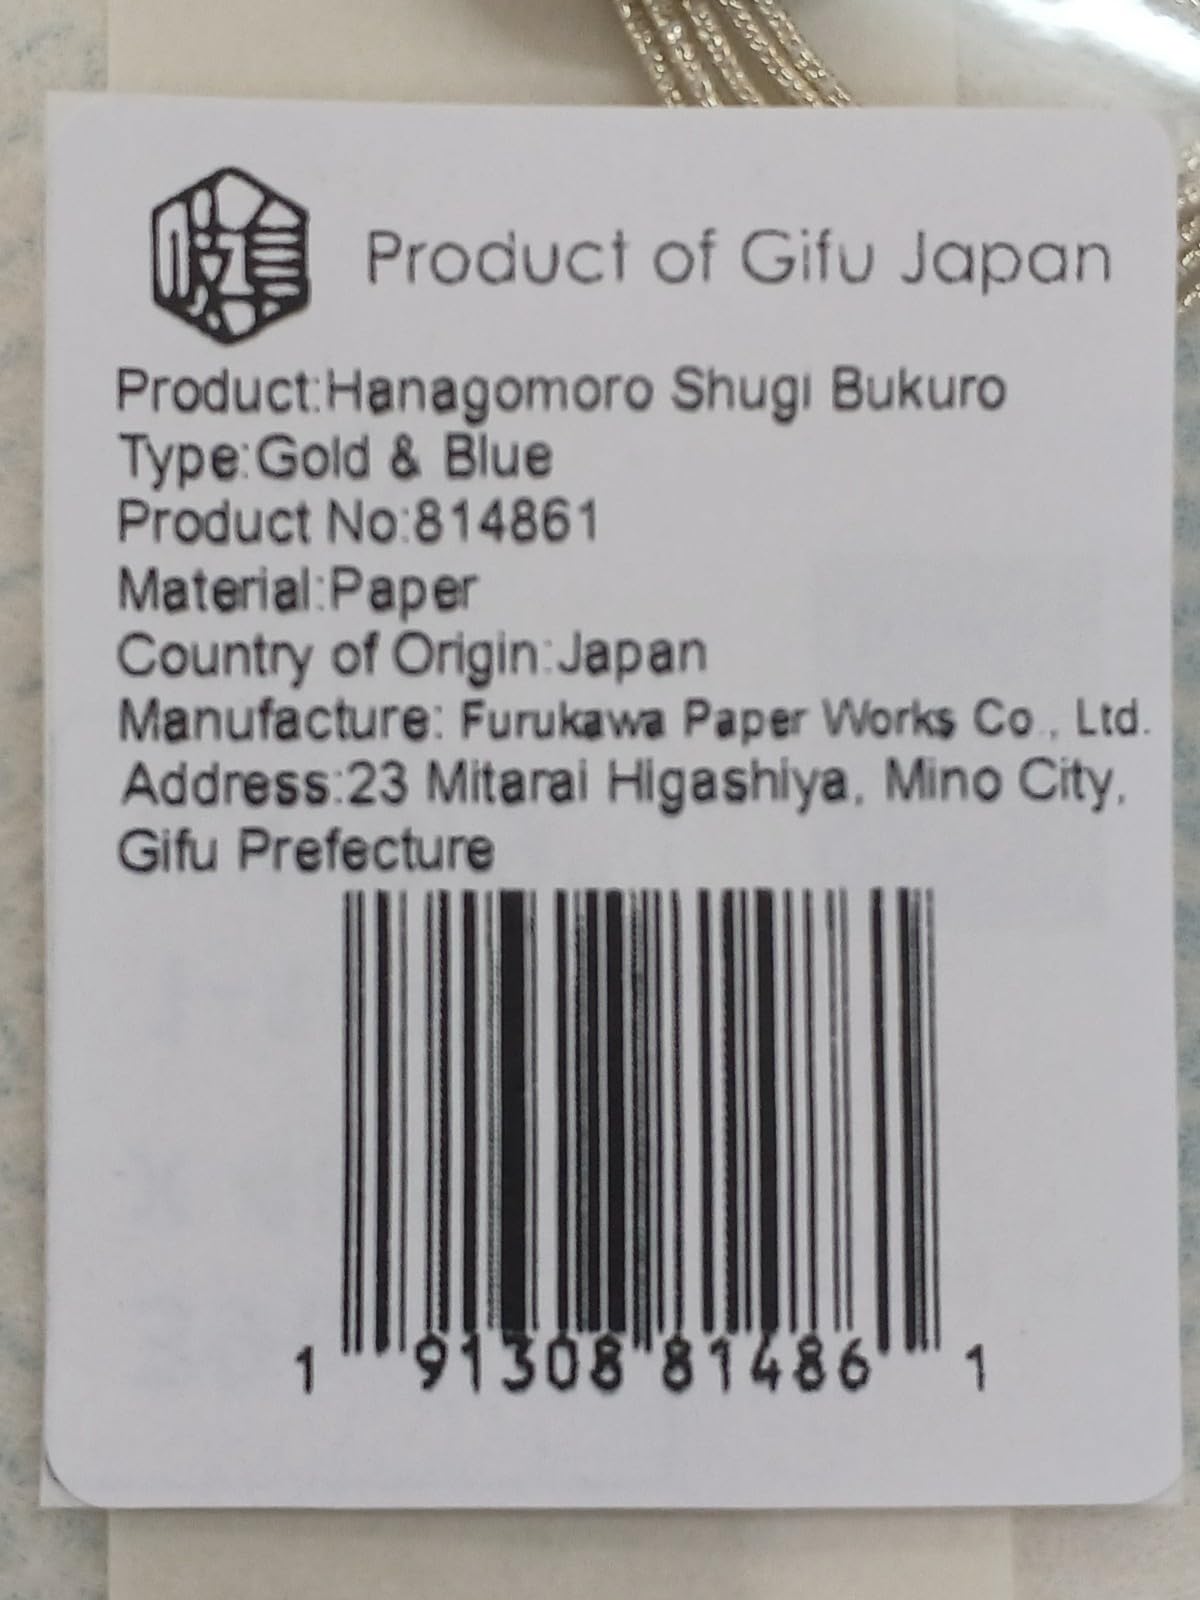 Product of Gifu Japan
Product:Hanagomoro Shugi Bukuro
Type:Gold & Blue
Product No:814861
Material:Paper
Country of Origin:Japan
Manufacture: Furukawa Paper Works Co., Ltd.
Address:23 Mitarai Higashiya, Mino City,
Gifu Prefecture
1 91308 81486 1